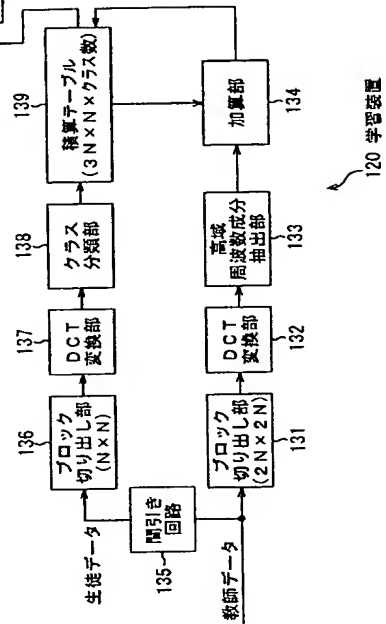 139
積算テーブル
(3N×N×クラス数)
138
クラス
分類部
137
DCT
変換部
136
ブロック
切り出し部
(N×N)
生徒データ
加算部
134
高域
周波数成分
抽出部
133
DCT
変換部
132
ブロック
切り出し部
(2N×2N)
131
間引き
回路
135
教師データ
120 学習装置